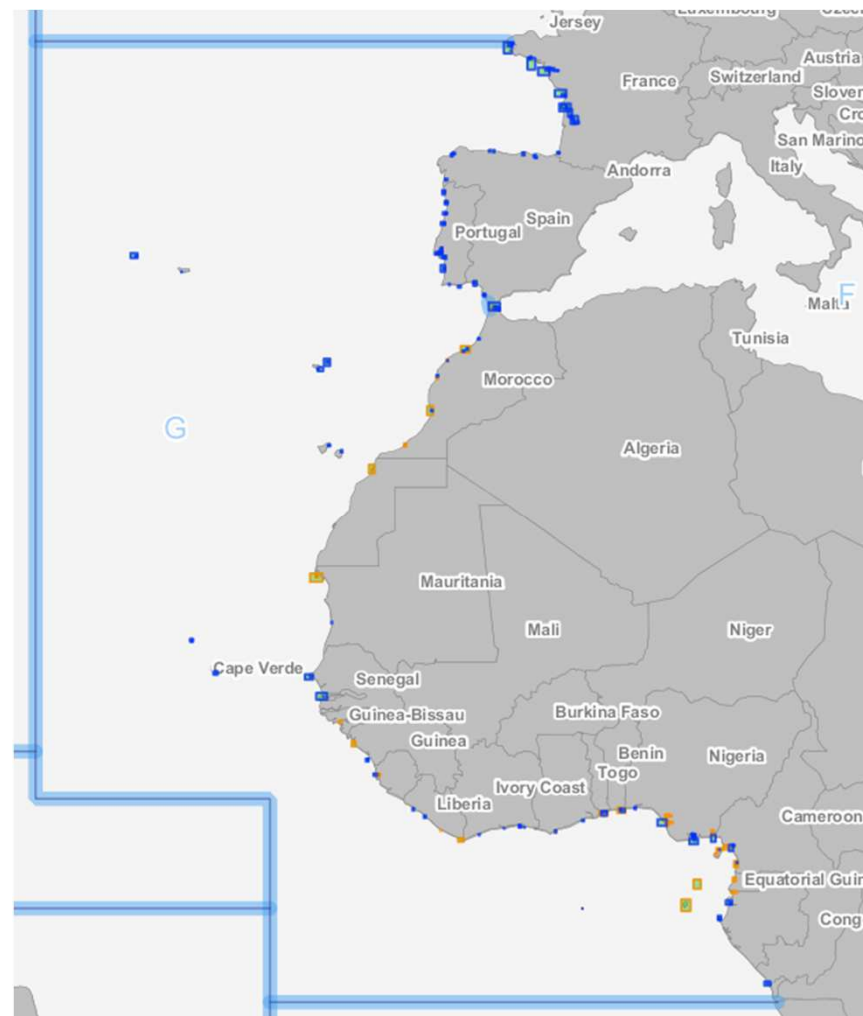 Luxembourg
Jersey
Austria
France
Switzerland
Sloven
Cro
San Marino
Italy
Andorra
Spain
Portugal
F
Malta
Tunisia
Morocco
G
Algeria
Mauritania
Mali
Niger
Cape Verde
Senegal
Burkina Faso
Guinea-Bissau
Guinea
Benin
Nigeria
Togo
Ivory Coast
Liberia
Cameroon
Equatorial Guin
Cong